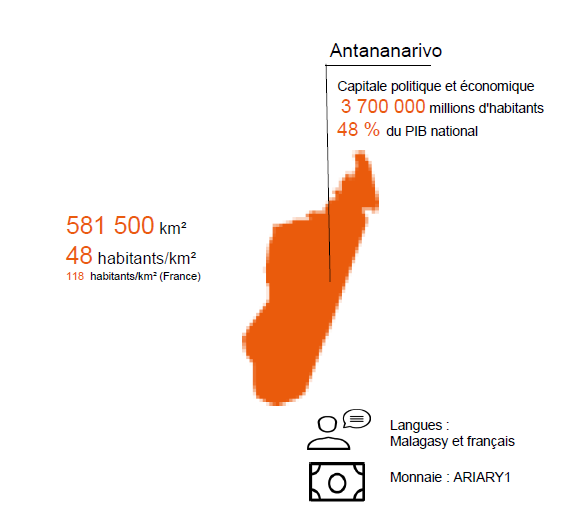 Antananarivo
Capitale politique et économique
3 700 000 millions d'habitants
48 % du PIB national
581 500 km²
48 habitants/km²
118 habitants/km² (France)
Langues :
Malagasy et français
Monnaie : ARIARY1